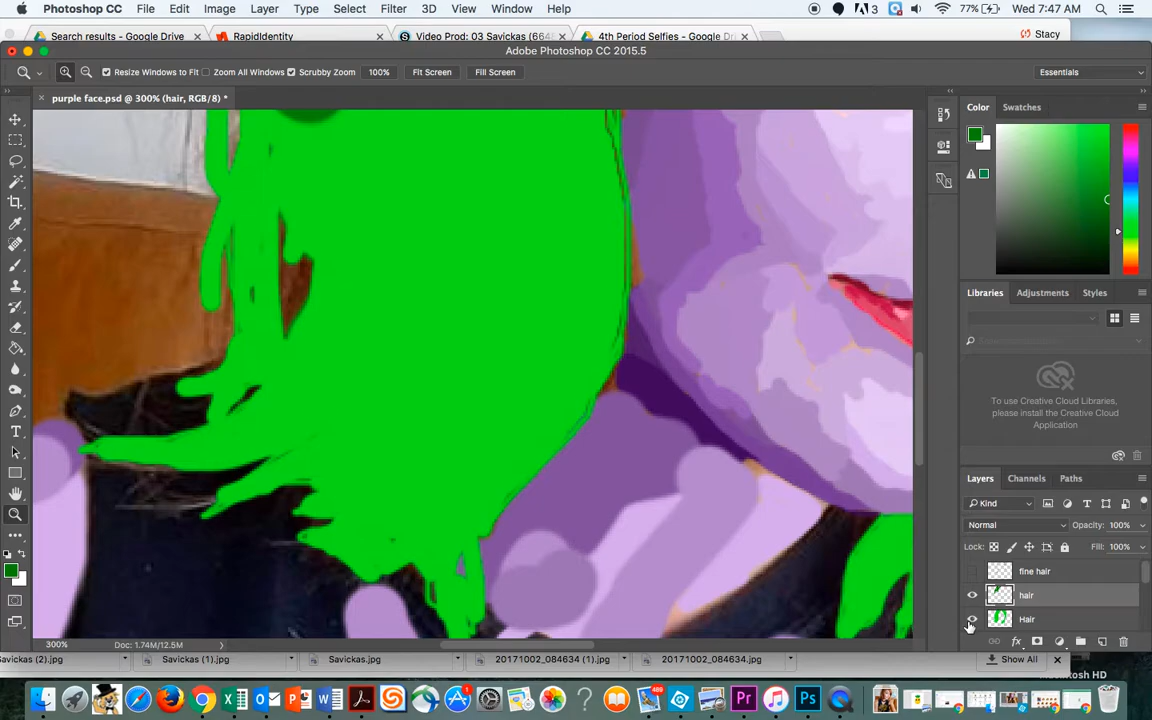 Photoshop CC File Edit Image Layer Type Select Filter 3D View Window Help 3 77% Wed 7:47 AM
Search results - Google Drive RapidIdentity Video Prod: 03 Savickas (664 4th Period Selfies - Google Drive Stacy
Adobe Photoshop CC 2015.5
Resize Windows to Fit Zoom All Windows Scrubby Zoom 100% Fit Screen Fill Screen Essentials
purple face.psd @ 300% (hair, RGB/8) *
Color Swatches
Libraries Adjustments Styles
To use Creative Cloud Libraries,
please install the Creative Cloud
Application
Layers Channels Paths
Kind
Normal Opacity: 100%
Lock: Fill: 100%
fine hair
hair
Hair
300% Doc: 1.74M/12.5M
Savickas (2).jpg Savickas (1).jpg Savickas.jpg 20171002_084634 (1).jpg 20171002_084634.jpg Show All
Macintosh HD